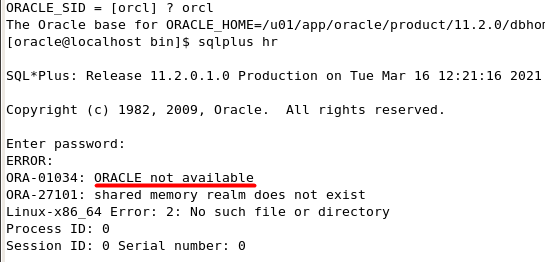 ORACLE_SID = [orcl] ? orcl
The Oracle base for ORACLE_HOME=/u01/app/oracle/product/11.2.0/dbhom
[oracle@localhost bin]$ sqlplus hr
SQL*Plus: Release 11.2.0.1.0 Production on Tue Mar 16 12:21:16 2021
Copyright (c) 1982, 2009, Oracle.  All rights reserved.
Enter password:
ERROR:
ORA-01034: ORACLE not available
ORA-27101: shared memory realm does not exist
Linux-x86_64 Error: 2: No such file or directory
Process ID: 0
Session ID: 0 Serial number: 0